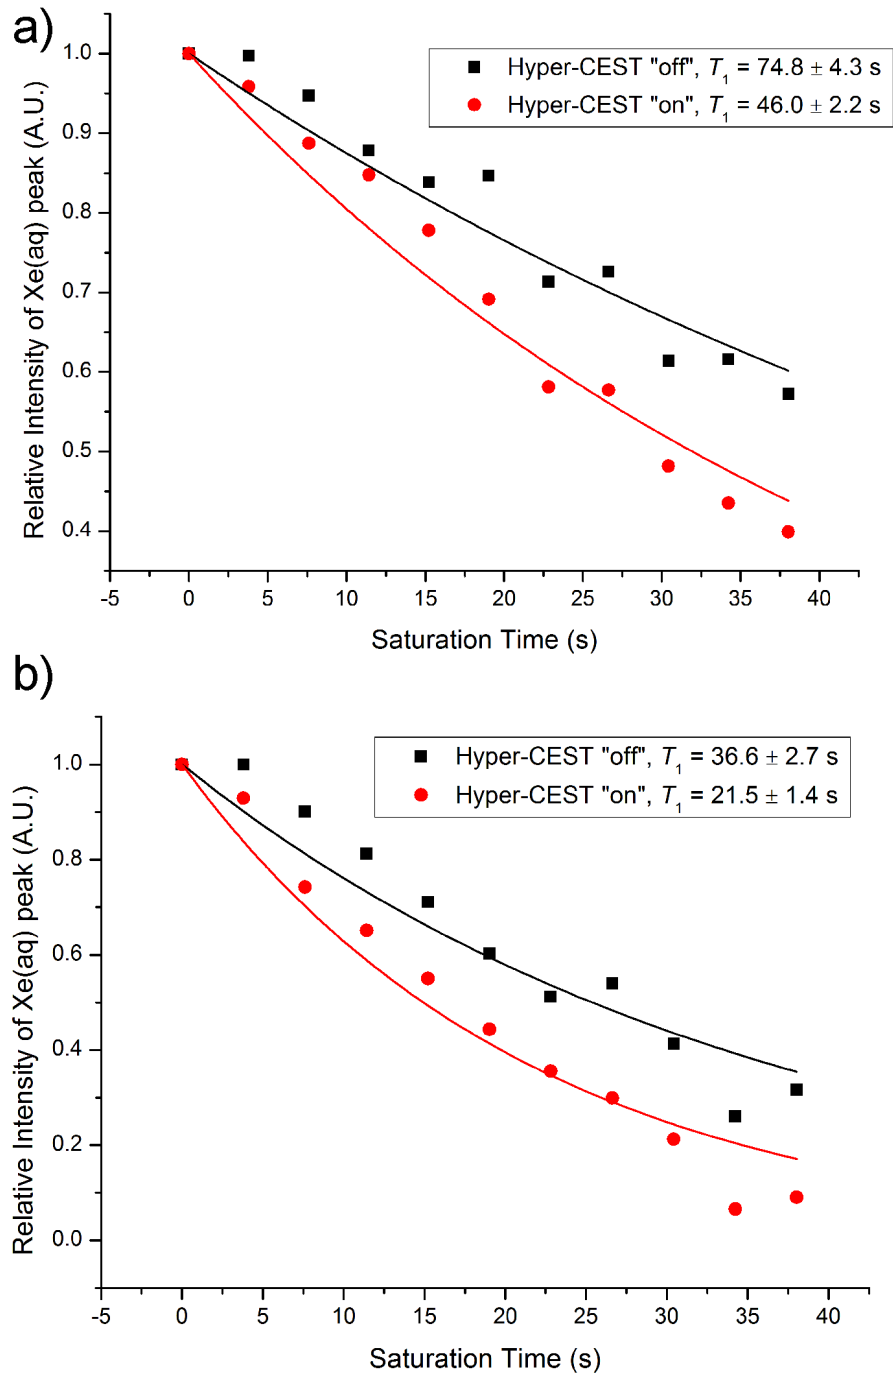 a)
Hyper-CEST "off", T1 = 74.8 ± 4.3 s
Hyper-CEST "on", T1 = 46.0 ± 2.2 s
Relative Intensity of Xe(aq) peak (A.U.)
1.0
0.9
0.8
0.7
0.6
0.5
0.4
-5 0 5 10 15 20 25 30 35 40
Saturation Time (s)
b)
Hyper-CEST "off", T1 = 36.6 ± 2.7 s
Hyper-CEST "on", T1 = 21.5 ± 1.4 s
Relative Intensity of Xe(aq) peak (A.U.)
1.0
0.8
0.6
0.4
0.2
0.0
-5 0 5 10 15 20 25 30 35 40
Saturation Time (s)